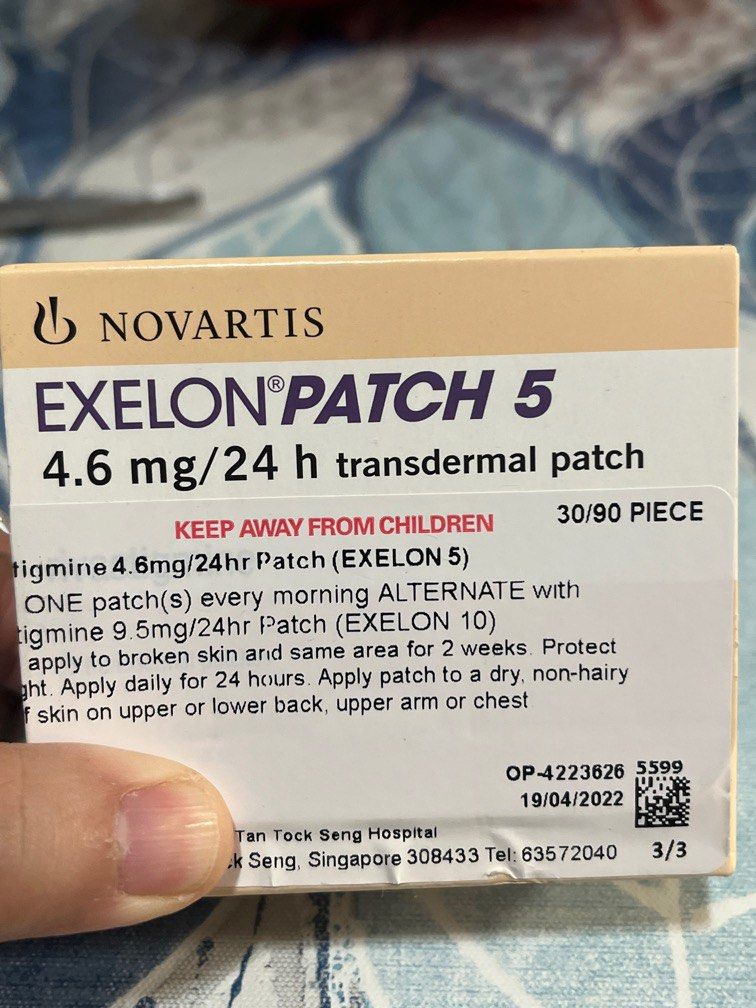 NOVARTIS
EXELON®PATCH 5
4.6 mg/24 h transdermal patch
KEEP AWAY FROM CHILDREN 30/90 PIECE
tigmine 4.6mg/24hr Patch (EXELON 5)
ONE patch(s) every morning ALTERNATE with
tigmine 9.5mg/24hr Patch (EXELON 10)
apply to broken skin and same area for 2 weeks. Protect
ght. Apply daily for 24 hours. Apply patch to a dry, non-hairy
f skin on upper or lower back, upper arm or chest
OP-4223626 5599
19/04/2022
Tan Tock Seng Hospital
k Seng, Singapore 308433 Tel: 63572040 3/3